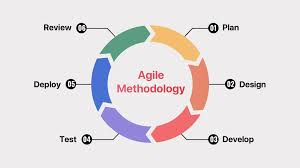 Review 06
01 Plan
Deploy 05
Agile
Methodology
02 Design
Test 04
03 Develop